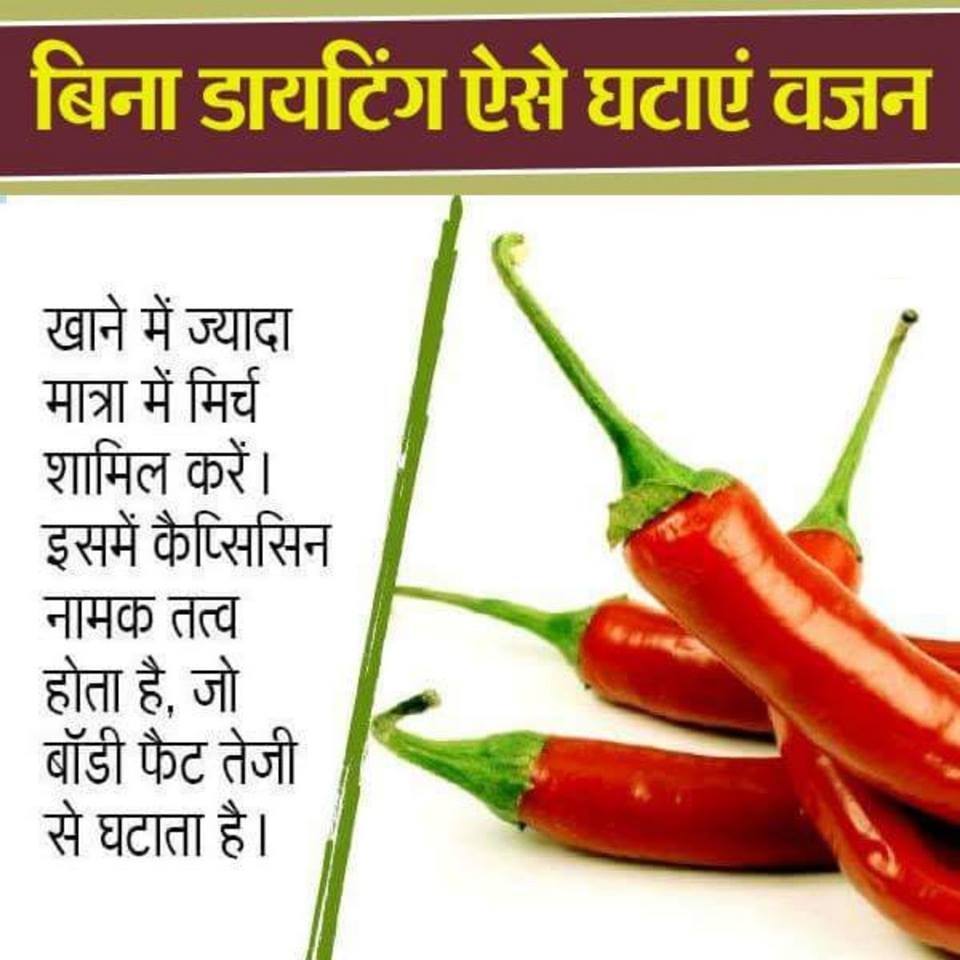 बिना डायटिंग ऐसे घटाएं वजन
खाने में ज्यादा
मात्रा में मिर्च
शामिल करें।
इसमें कैप्सिसिन
नामक तत्व
होता है, जो
बॉडी फैट तेजी
से घटाता है।